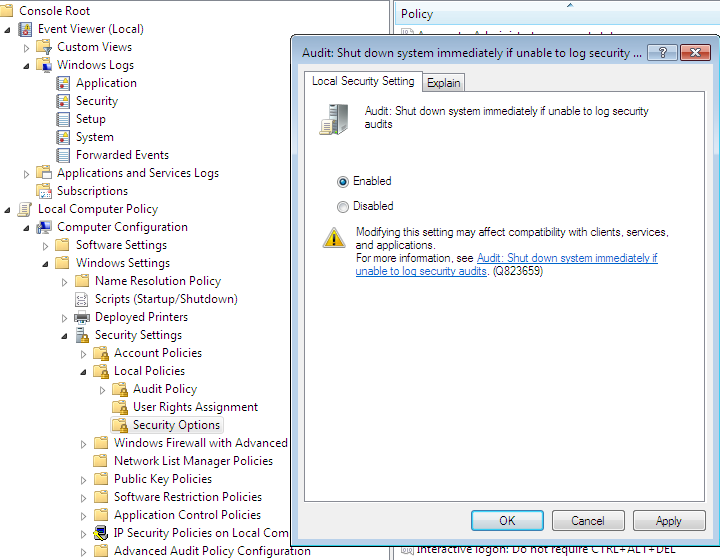 Console Root
Event Viewer (Local)
Custom Views
Windows Logs
Application
Security
Setup
System
Forwarded Events
Applications and Services Logs
Subscriptions
Local Computer Policy
Computer Configuration
Software Settings
Windows Settings
Name Resolution Policy
Scripts (Startup/Shutdown)
Deployed Printers
Security Settings
Account Policies
Local Policies
Audit Policy
User Rights Assignment
Security Options
Windows Firewall with Advanced
Network List Manager Policies
Public Key Policies
Software Restriction Policies
Application Control Policies
IP Security Policies on Local Com
Advanced Audit Policy Configuration
Policy
Audit: Shut down system immediately if unable to log security ...
Local Security Setting
Explain
Audit: Shut down system immediately if unable to log security
audits
Enabled
Disabled
Modifying this setting may affect compatibility with clients, services,
and applications.
For more information, see Audit: Shut down system immediately if
unable to log security audits. (Q823659)
OK
Cancel
Apply
Interactive logon: Do not require CTRL+ALT+DEL